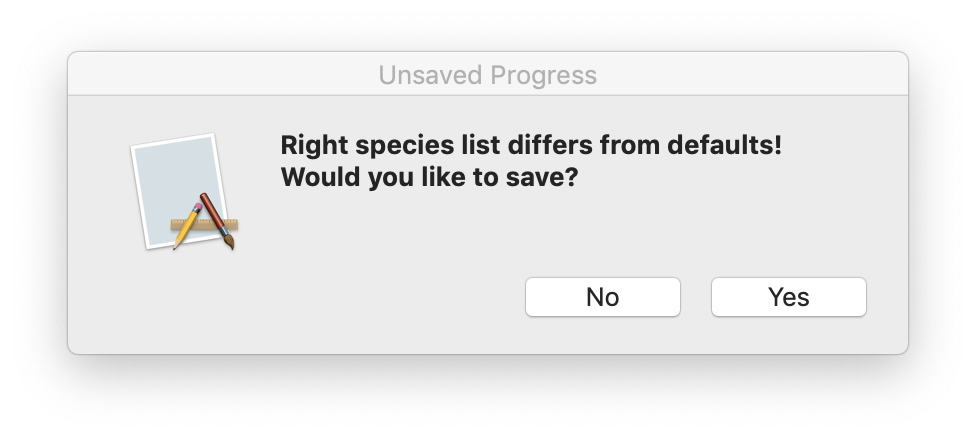 Unsaved Progress
Right species list differs from defaults!
Would you like to save?
No
Yes